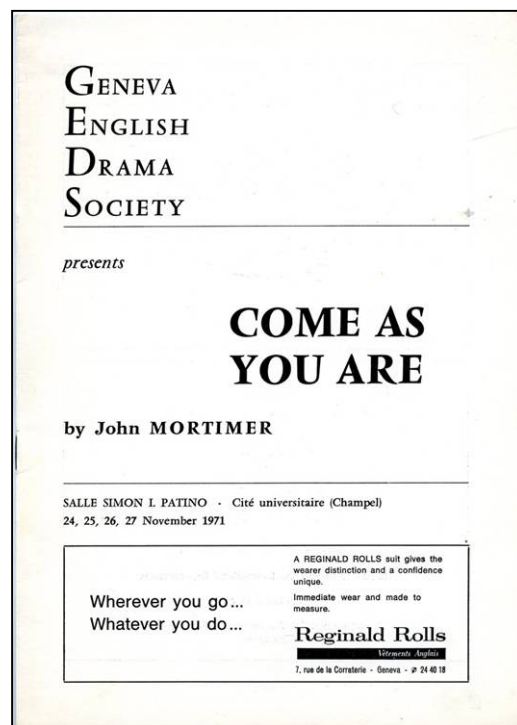 GENEVA
ENGLISH
DRAMA
SOCIETY
presents
COME AS
YOU ARE
by John MORTIMER
SALLE SIMON I. PATINO - Cité universitaire (Champel)
24, 25, 26, 27 November 1971
Wherever you go...
Whatever you do...
A REGINALD ROLLS suit gives the
wearer distinction and a confidence
unique.
Immediate wear and made to
measure.
Reginald Rolls
Vêtements Anglais
7, rue de la Corraterie - Geneva - ☎ 24 40 18